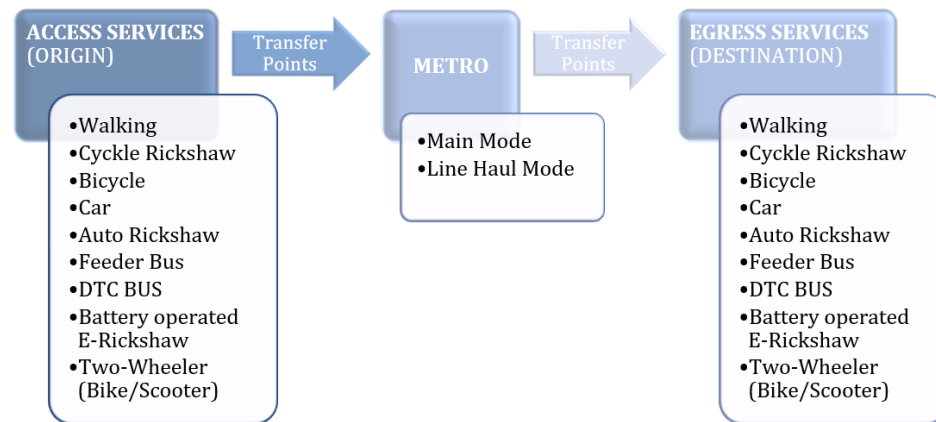 ACCESS SERVICES
(ORIGIN)
•Walking
•Cyckle Rickshaw
•Bicycle
•Car
•Auto Rickshaw
•Feeder Bus
•DTC BUS
•Battery operated
E-Rickshaw
•Two-Wheeler
(Bike/Scooter)
Transfer
Points
METRO
•Main Mode
•Line Haul Mode
Transfer
Points
EGRESS SERVICES
(DESTINATION)
•Walking
•Cyckle Rickshaw
•Bicycle
•Car
•Auto Rickshaw
•Feeder Bus
•DTC BUS
•Battery operated
E-Rickshaw
•Two-Wheeler
(Bike/Scooter)